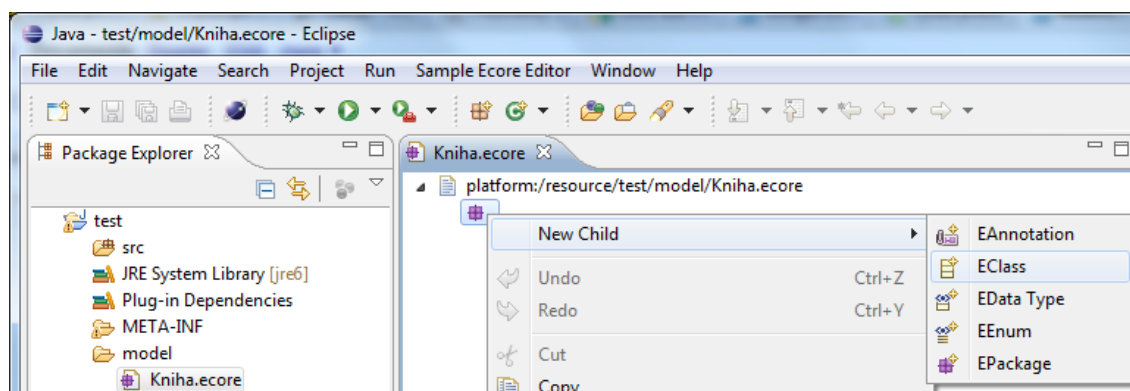 Java - test/model/Kniha.ecore - Eclipse
File Edit Navigate Search Project Run Sample Ecore Editor Window Help
Package Explorer
Kniha.ecore
platform:/resource/test/model/Kniha.ecore
test
src
JRE System Library [jre6]
Plug-in Dependencies
META-INF
model
Kniha.ecore
New Child
Undo Ctrl+Z
Redo Ctrl+Y
Cut
Copy
EAnnotation
EClass
EData Type
EEnum
EPackage